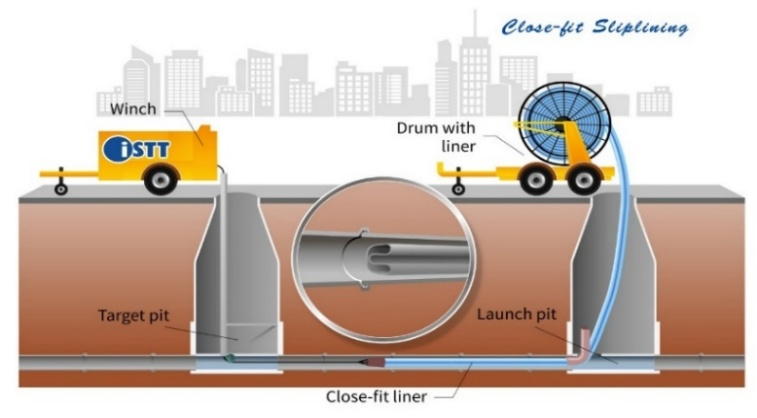 Close-fit Sliplining
Winch
Drum with
liner
iSTT
Target pit
Launch pit
Close-fit liner